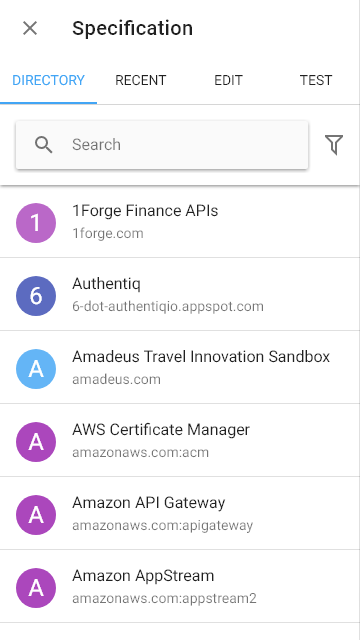 Specification
DIRECTORY RECENT EDIT TEST
Search
1
1Forge Finance APIs
1forge.com
6
Authentiq
6-dot-authentiqio.appspot.com
A
Amadeus Travel Innovation Sandbox
amadeus.com
A
AWS Certificate Manager
amazonaws.com:acm
A
Amazon API Gateway
amazonaws.com:apigateway
A
Amazon AppStream
amazonaws.com:appstream2